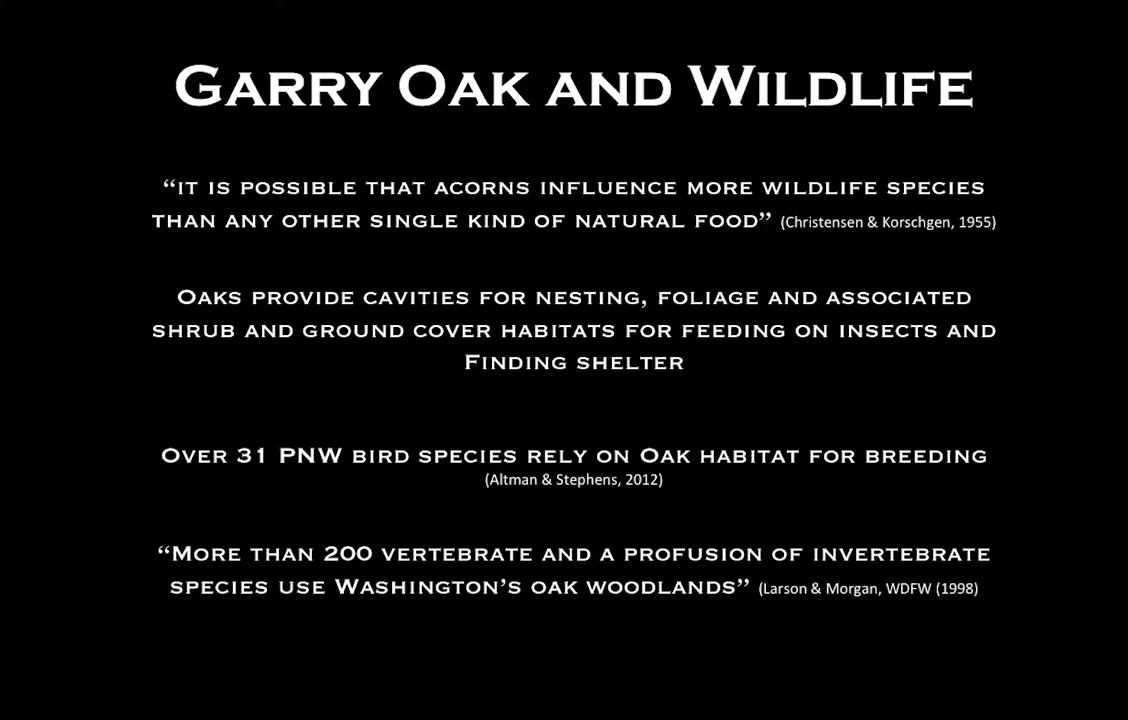 Garry Oak and Wildlife
“it is possible that acorns influence more wildlife species
than any other single kind of natural food” (Christensen & Korschgen, 1955)
Oaks provide cavities for nesting, foliage and associated
shrub and ground cover habitats for feeding on insects and
Finding shelter
Over 31 PNW bird species rely on Oak habitat for breeding
(Altman & Stephens, 2012)
“More than 200 vertebrate and a profusion of invertebrate
species use Washington’s oak woodlands” (Larson & Morgan, WDFW (1998)